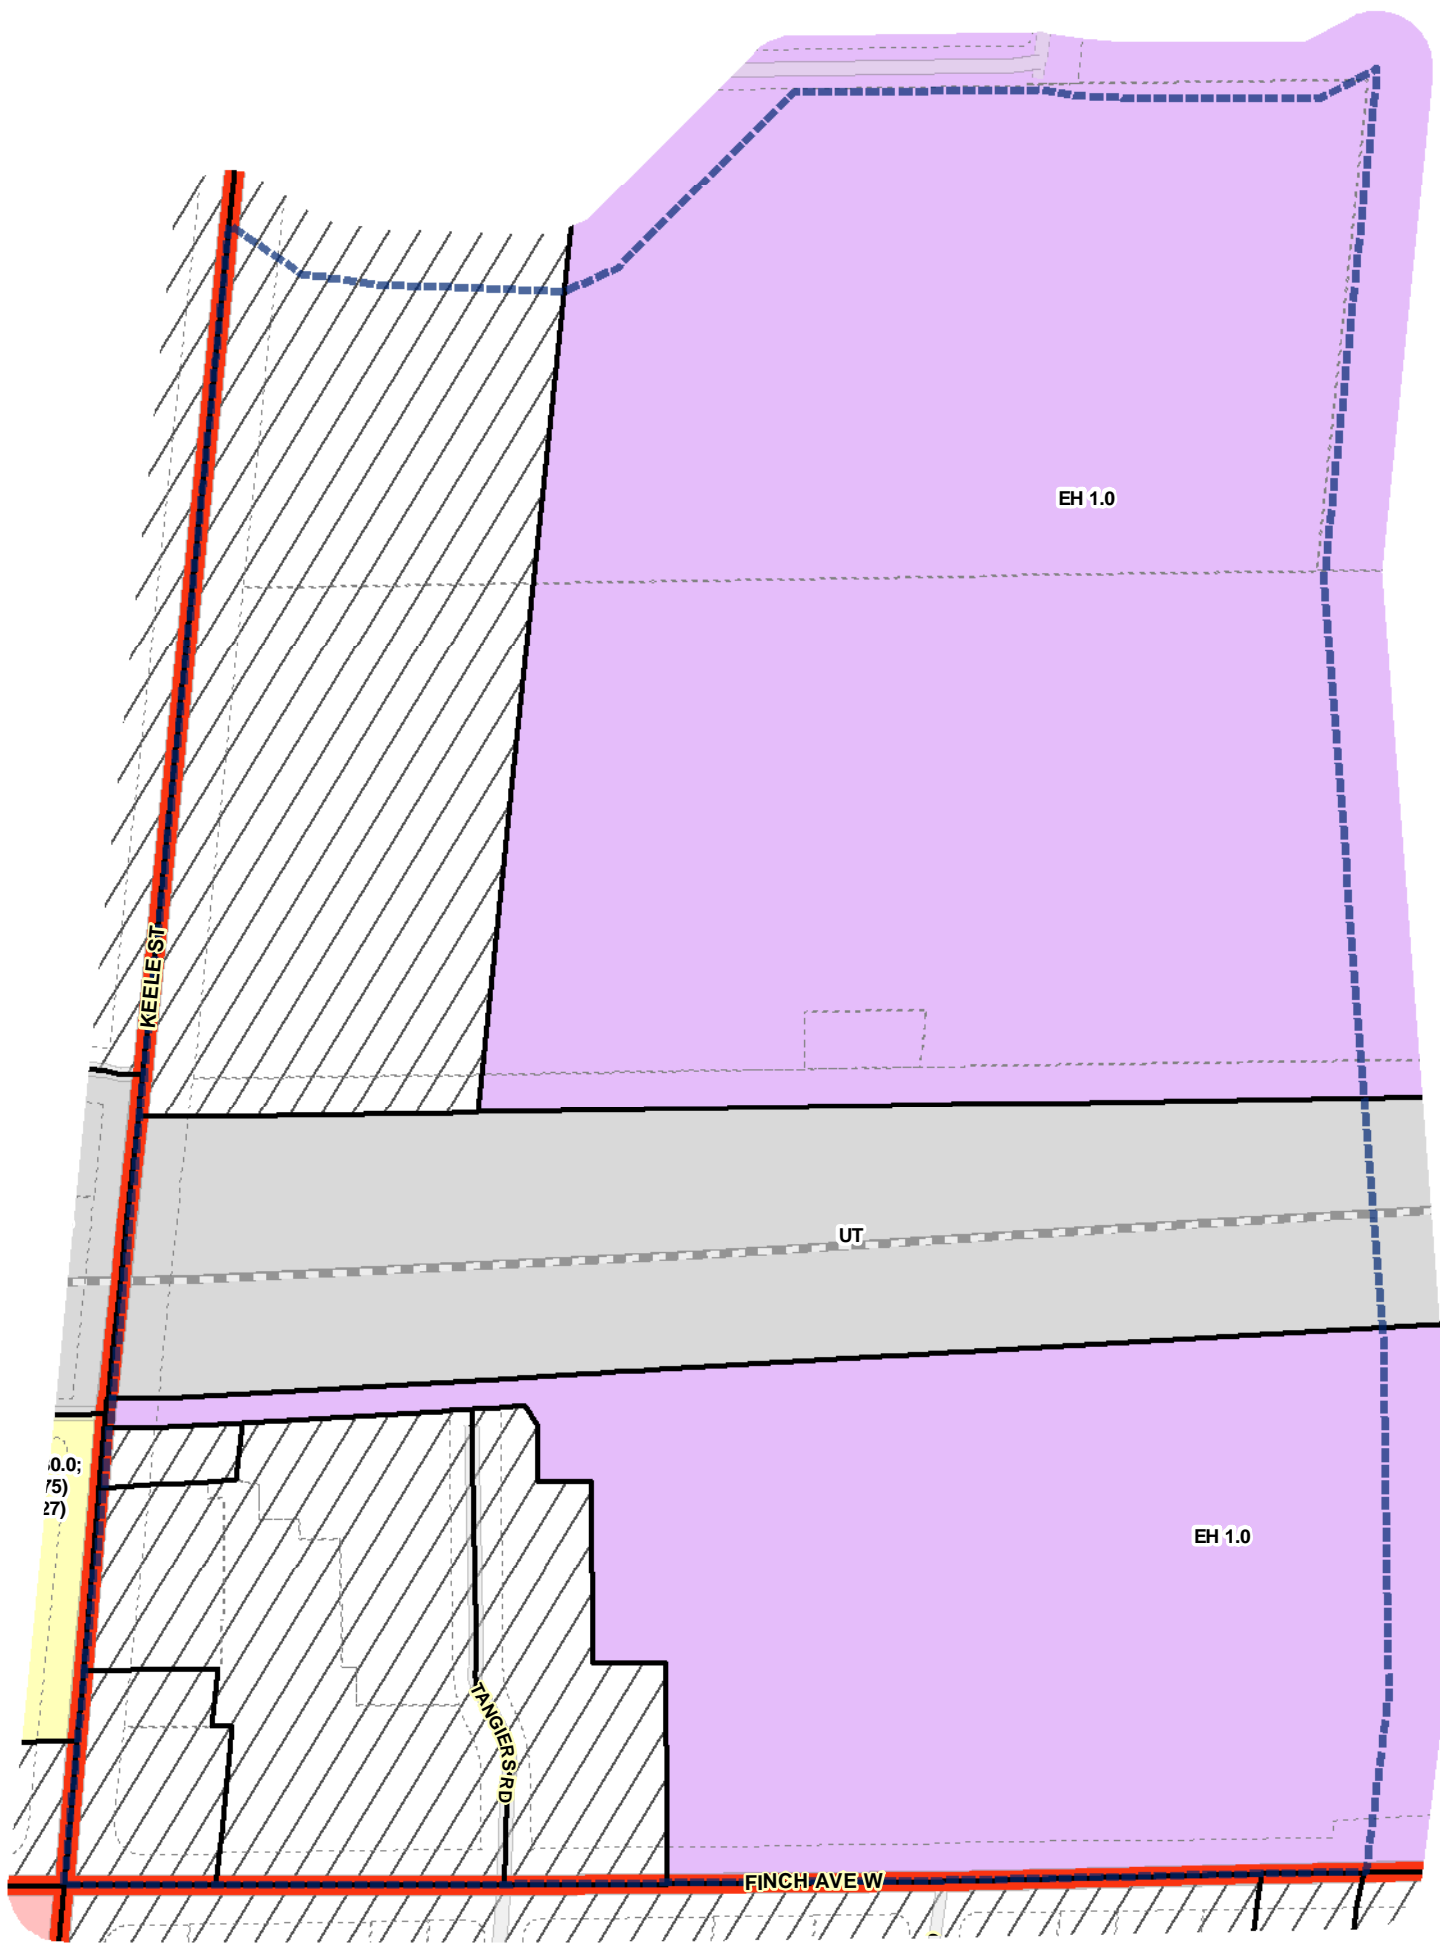 EH 1.0
KEELE ST
UT
0.0;
75)
27)
EH 1.0
TANGIERS RD
FINCH AVE W